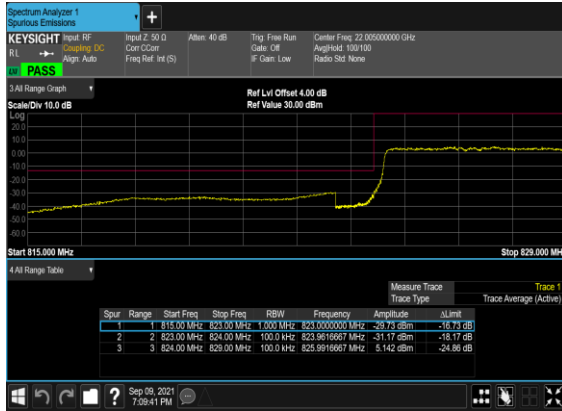 Spectrum Analyzer 1
Spurious Emissions
KEYSIGHT Input: RF Input Z: 50 Ω Atten: 40 dB Trig: Free Run Center Freq: 22.005000000 GHz
RL Coupling: DC Corr CCorr Gate: Off Avg|Hold: 100/100
Align: Auto Freq Ref: Int (S) IF Gain: Low Radio Std: None
PASS
3 All Range Graph
Ref Lvl Offset 4.00 dB
Scale/Div 10.0 dB Ref Value 30.00 dBm
Log
20.0
10.0
0.00
-10.0
-20.0
-30.0
-40.0
-50.0
-60.0
Start 815.000 MHz Stop 829.000 MHz
4 All Range Table
Measure Trace Trace 1
Trace Type Trace Average (Active)
Spur Range Start Freq Stop Freq RBW Frequency Amplitude ΔLimit
1 1 815.00 MHz 823.00 MHz 1.000 MHz 823.0000000 MHz -29.73 dBm -16.73 dB
2 2 823.00 MHz 824.00 MHz 100.0 kHz 823.9616667 MHz -31.17 dBm -18.17 dB
3 3 824.00 MHz 829.00 MHz 100.0 kHz 825.9916667 MHz 5.142 dBm -24.86 dB
? Sep 09, 2021
7:09:41 PM